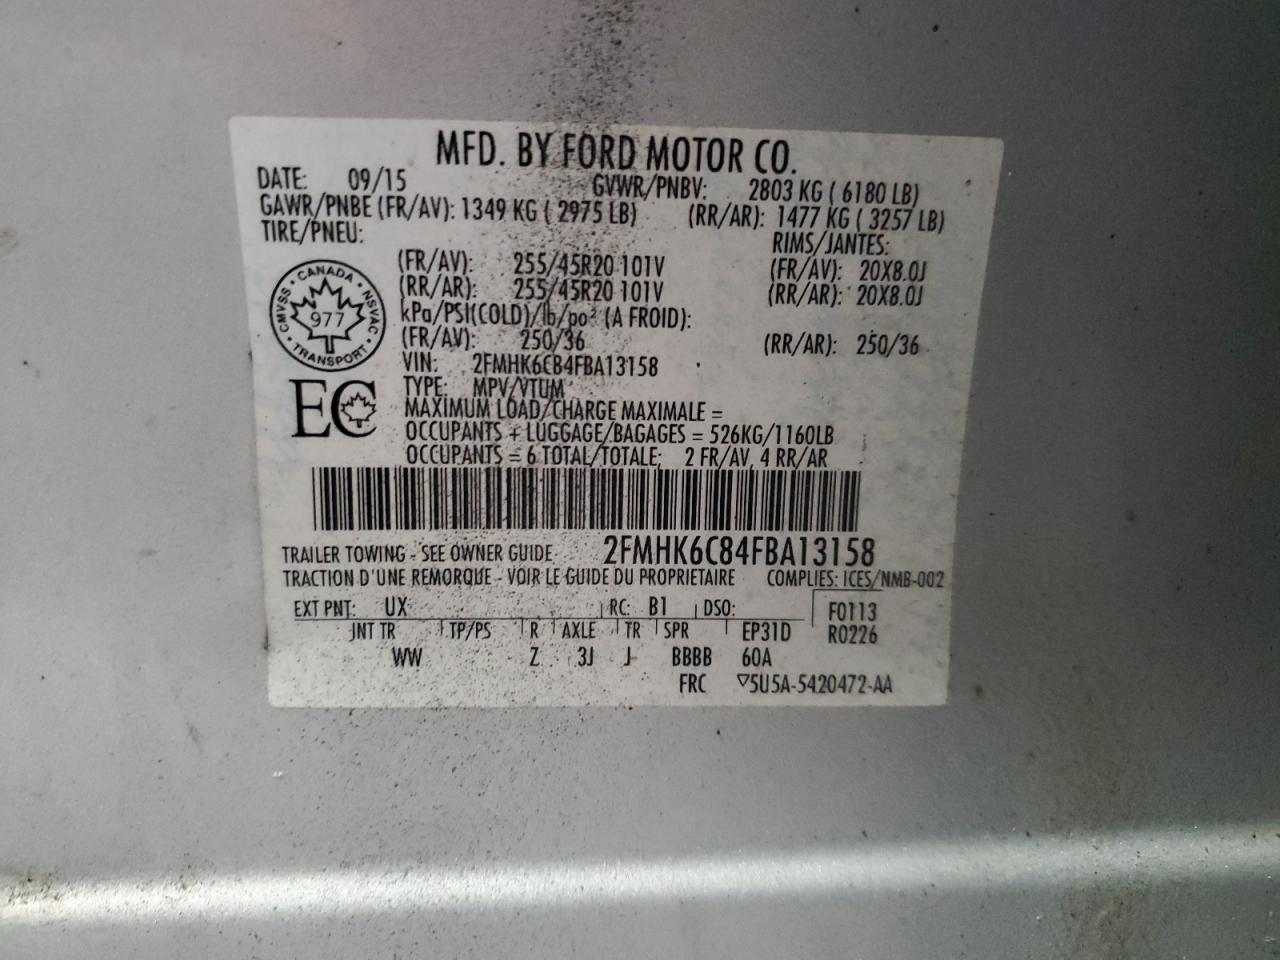 MFD. BY FORD MOTOR CO.
DATE: 09/15 GVWR/PNBV: 2803 KG ( 6180 LB)
GAWR/PNBE (FR/AV): 1349 KG ( 2975 LB) (RR/AR): 1477 KG ( 3257 LB)
TIRE/PNEU: RIMS/JANTES:
(FR/AV): 255/45R20 101V (FR/AV): 20X8.0J
(RR/AR): 255/45R20 101V (RR/AR): 20X8.0J
kPa/PSI(COLD)/lb/po² (A FROID):
(FR/AV): 250/36 (RR/AR): 250/36
VIN: 2FMHK6C84FBA13158
TYPE: MPV/VTUM
MAXIMUM LOAD/CHARGE MAXIMALE =
OCCUPANTS + LUGGAGE/BAGAGES = 526KG/1160LB
OCCUPANTS = 6 TOTAL/TOTALE; 2 FR/AV, 4 RR/AR
CANADA · NSVAC · TRANSPORT · CMVSS ·
977
EC
TRAILER TOWING - SEE OWNER GUIDE 2FMHK6C84FBA13158
TRACTION D'UNE REMORQUE - VOIR LE GUIDE DU PROPRIETAIRE COMPLIES: ICES/NMB-002
EXT PNT: UX RC: B1 DSO: F0113
INT TR TP/PS R AXLE TR SPR EP31D R0226
WW Z 3J J BBBB 60A
FRC ▽5U5A-5420472-AA